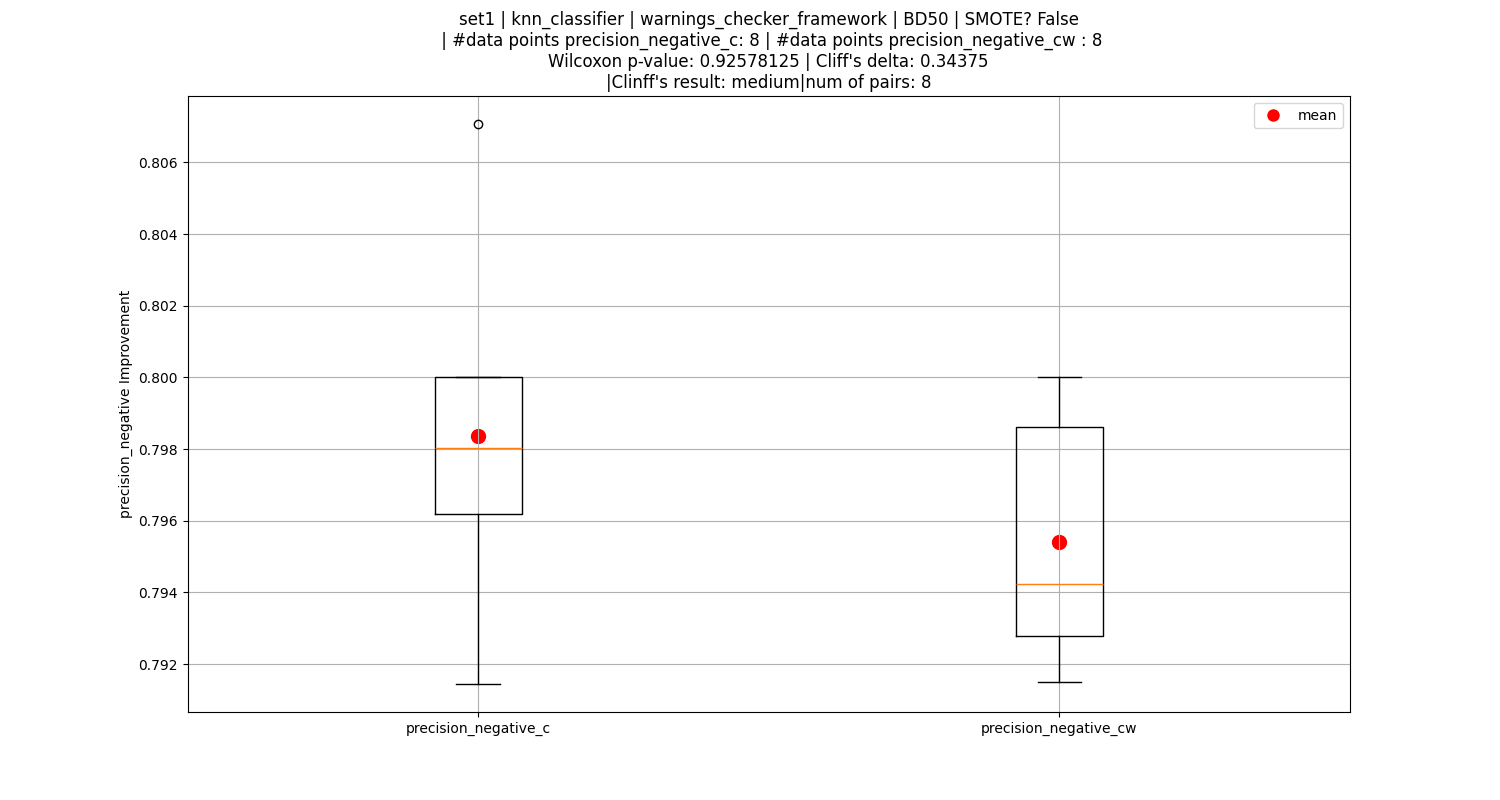 set1 | knn_classifier | warnings_checker_framework | BD50 | SMOTE? False
| #data points precision_negative_c: 8 | #data points precision_negative_cw : 8
Wilcoxon p-value: 0.92578125 | Cliff's delta: 0.34375
|Clinff's result: medium|num of pairs: 8
mean
precision_negative Improvement
0.806
0.804
0.802
0.800
0.798
0.796
0.794
0.792
precision_negative_c
precision_negative_cw